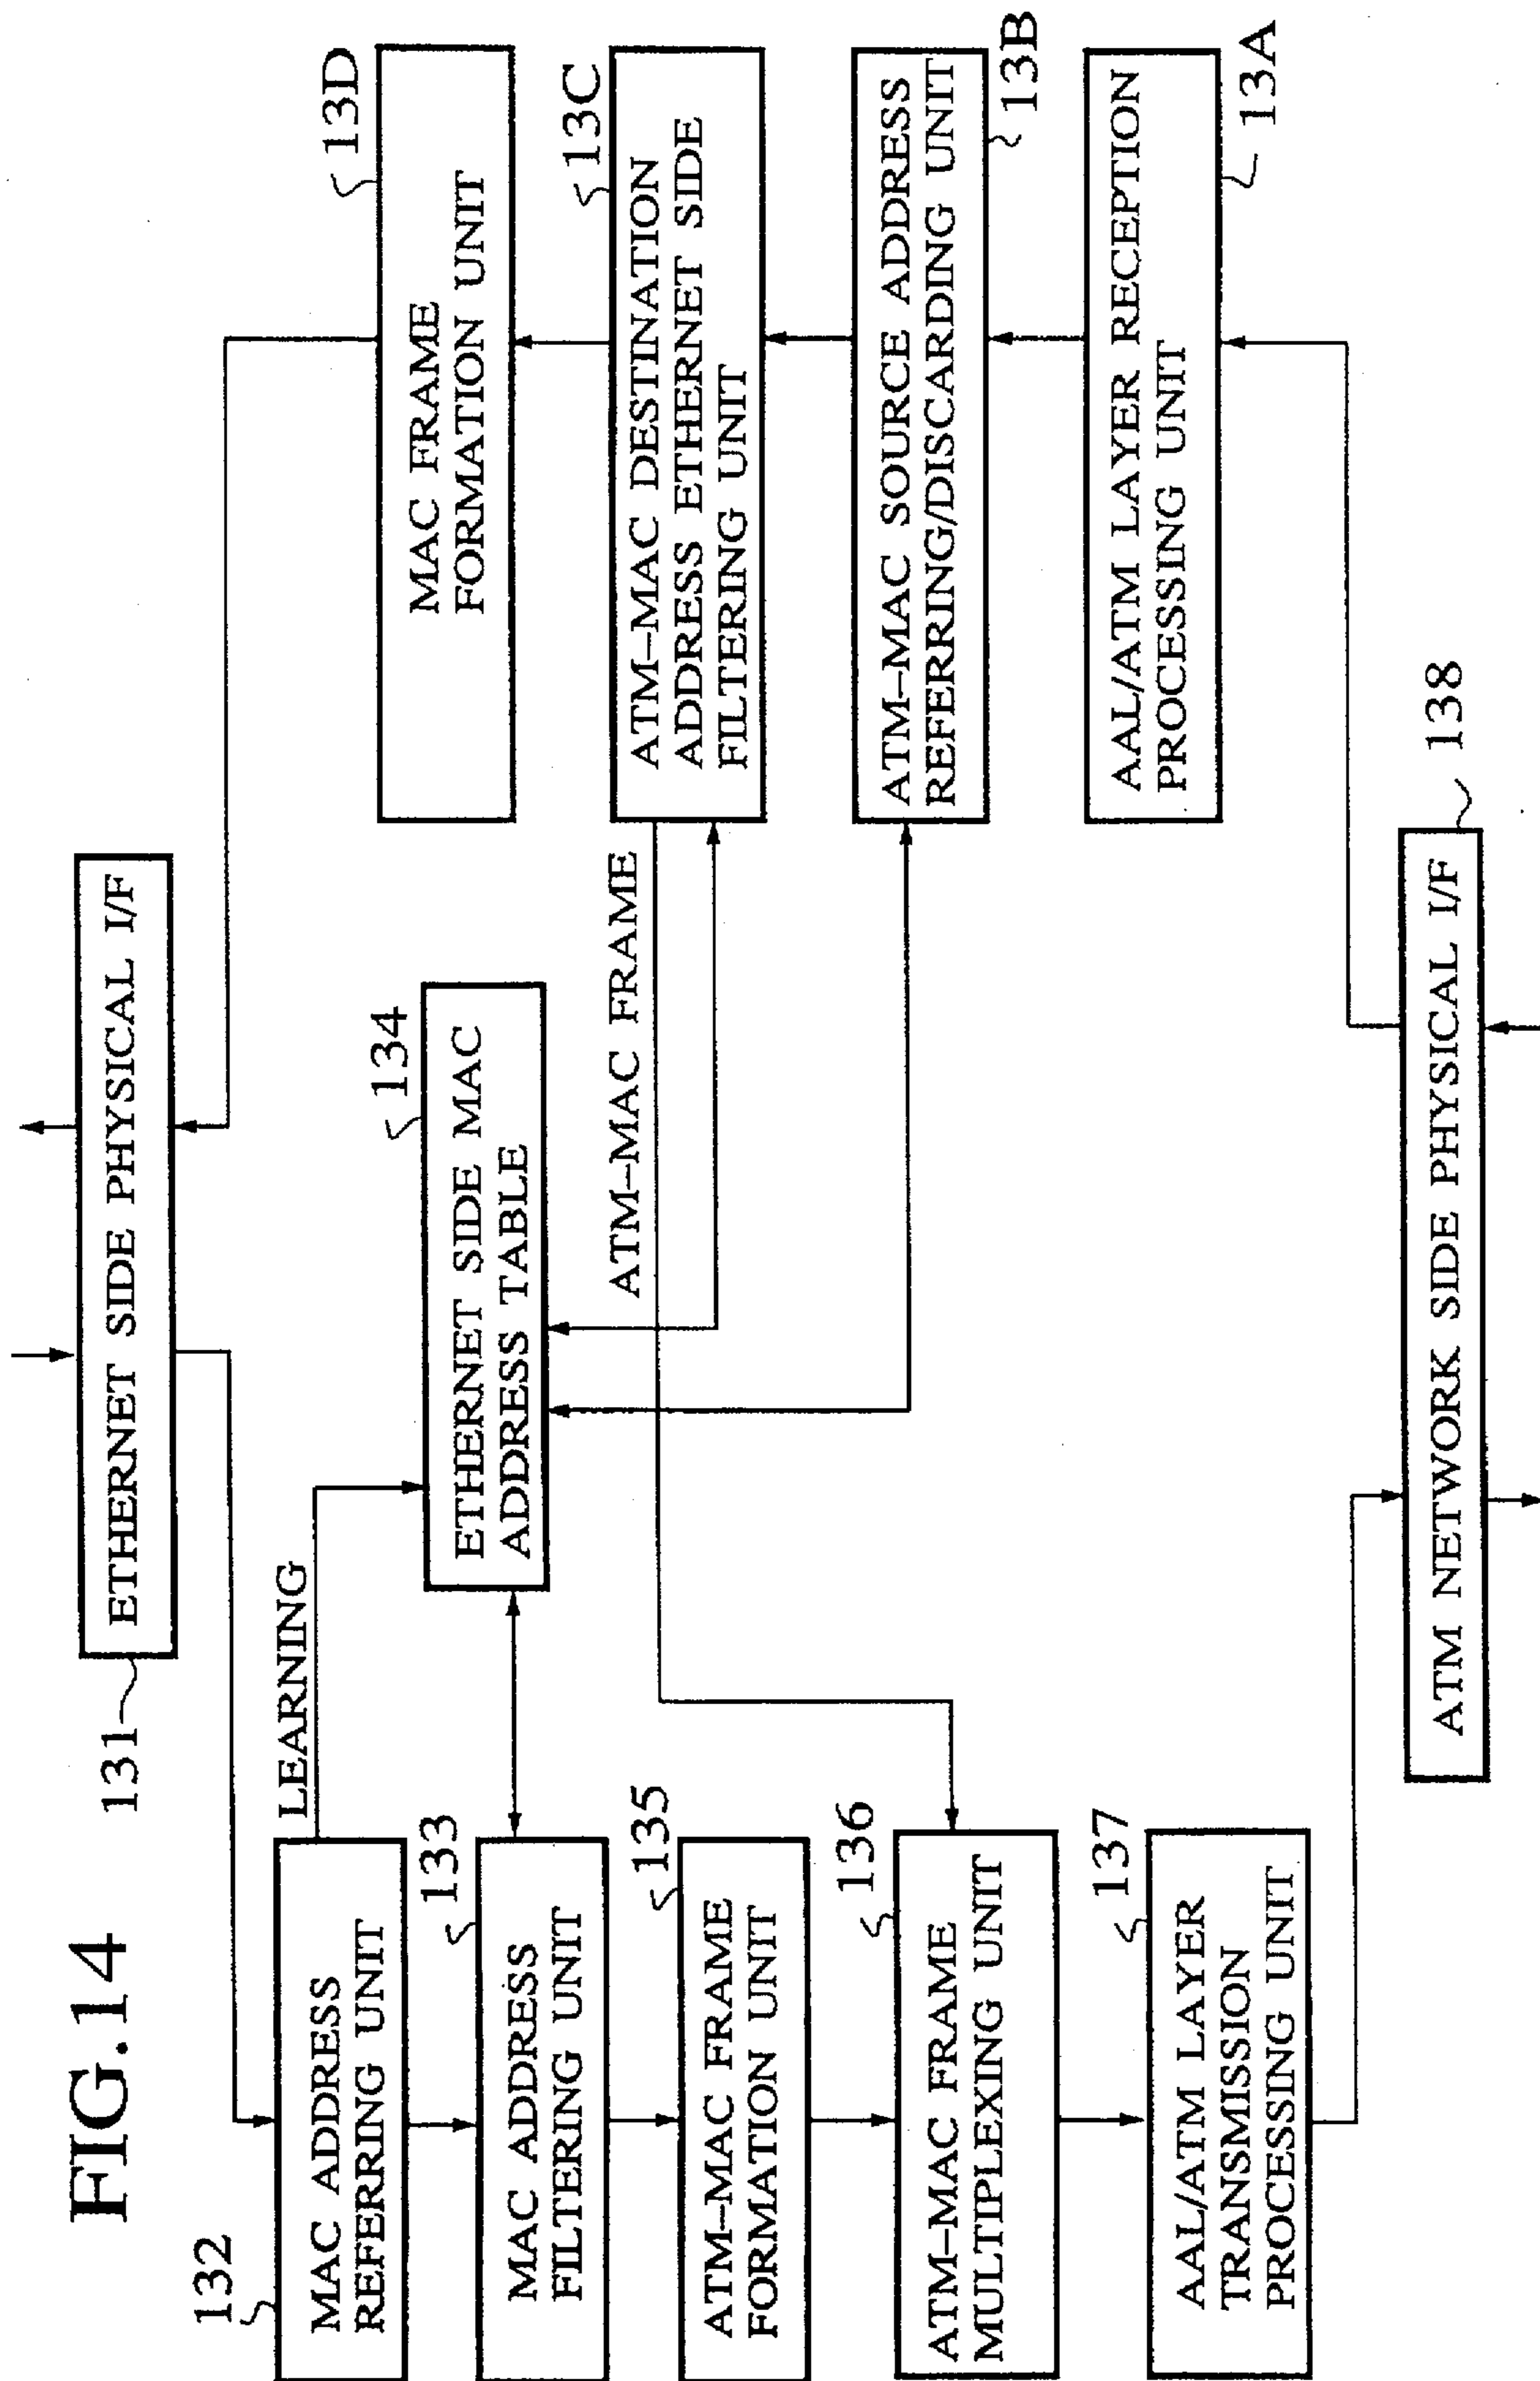 FIG.14
131
ETHERNET SIDE PHYSICAL I/F
132
MAC ADDRESS
REFERRING UNIT
LEARNING
133
MAC ADDRESS
FILTERING UNIT
134
ETHERNET SIDE MAC
ADDRESS TABLE
135
ATM–MAC FRAME
FORMATION UNIT
ATM–MAC FRAME
136
ATM–MAC FRAME
MULTIPLEXING UNIT
137
AAL/ATM LAYER
TRANSMISSION
PROCESSING UNIT
138
ATM NETWORK SIDE PHYSICAL I/F
13D
MAC FRAME
FORMATION UNIT
13C
ATM–MAC DESTINATION
ADDRESS ETHERNET SIDE
FILTERING UNIT
13B
ATM–MAC SOURCE ADDRESS
REFERRING/DISCARDING UNIT
13A
AAL/ATM LAYER RECEPTION
PROCESSING UNIT